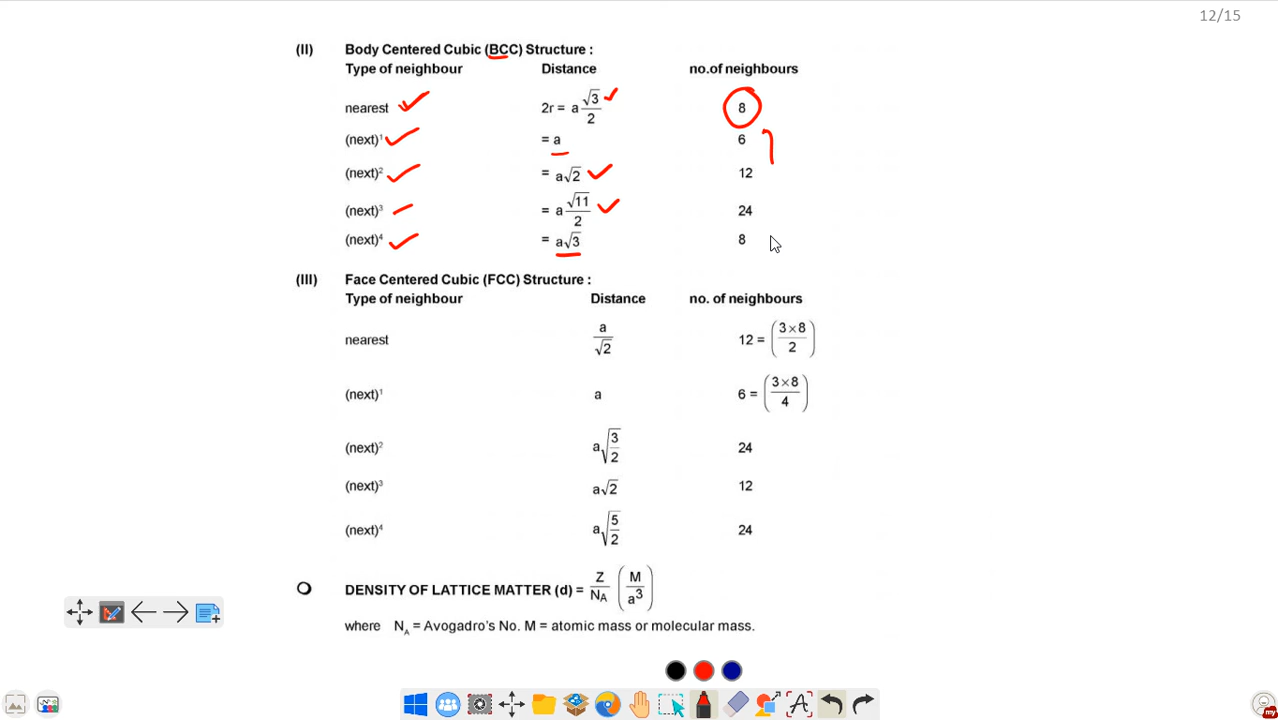 12/15
(II) Body Centered Cubic (BCC) Structure :
Type of neighbour Distance no.of neighbours
nearest 2r = a √3/2 8
(next)¹ = a 6
(next)² = a√2 12
(next)³ = a √11/2 24
(next)⁴ = a√3 8
(III) Face Centered Cubic (FCC) Structure :
Type of neighbour Distance no. of neighbours
nearest a/√2 12 = (3×8/2)
(next)¹ a 6 = (3×8/4)
(next)² a√(3/2) 24
(next)³ a√2 12
(next)⁴ a√(5/2) 24
DENSITY OF LATTICE MATTER (d) = Z/NA (M/a³)
where NA = Avogadro's No. M = atomic mass or molecular mass.
my